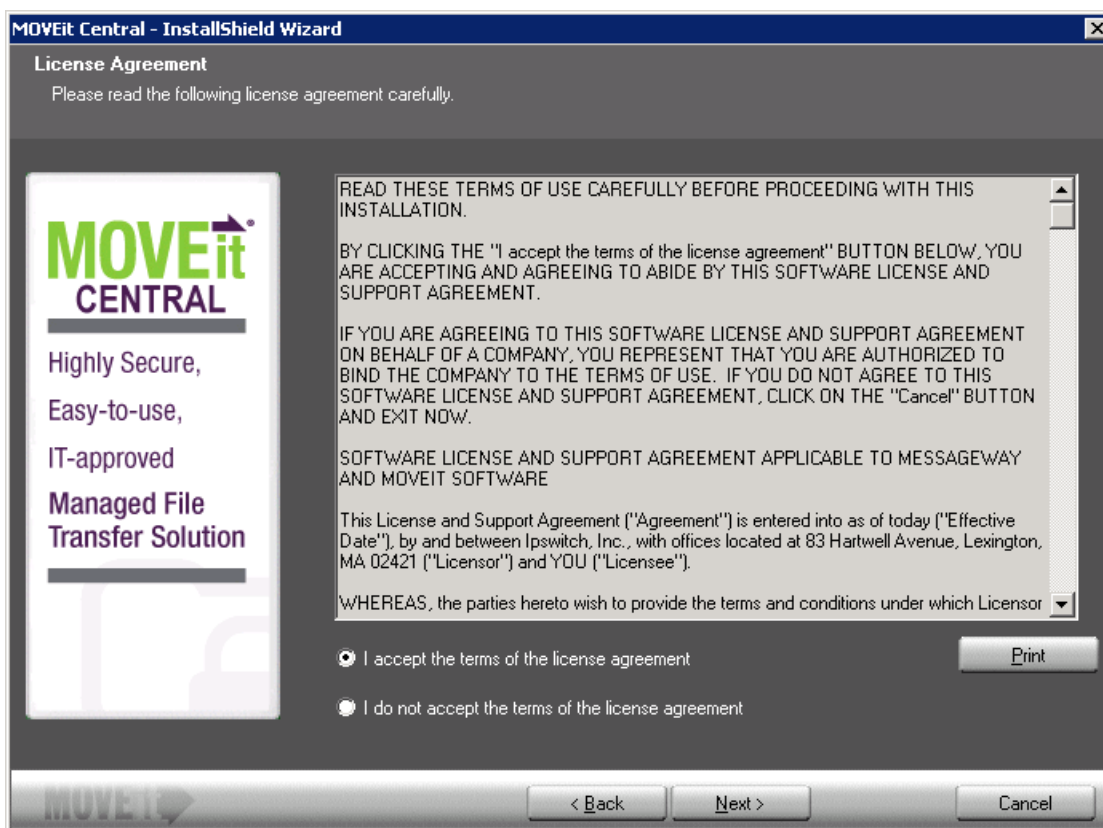 MOVEit Central - InstallShield Wizard
License Agreement
Please read the following license agreement carefully.
MOVEit®
CENTRAL
Highly Secure,
Easy-to-use,
IT-approved
Managed File
Transfer Solution
READ THESE TERMS OF USE CAREFULLY BEFORE PROCEEDING WITH THIS
INSTALLATION.
BY CLICKING THE "I accept the terms of the license agreement" BUTTON BELOW, YOU
ARE ACCEPTING AND AGREEING TO ABIDE BY THIS SOFTWARE LICENSE AND
SUPPORT AGREEMENT.
IF YOU ARE AGREEING TO THIS SOFTWARE LICENSE AND SUPPORT AGREEMENT
ON BEHALF OF A COMPANY, YOU REPRESENT THAT YOU ARE AUTHORIZED TO
BIND THE COMPANY TO THE TERMS OF USE.  IF YOU DO NOT AGREE TO THIS
SOFTWARE LICENSE AND SUPPORT AGREEMENT, CLICK ON THE "Cancel" BUTTON
AND EXIT NOW.
SOFTWARE LICENSE AND SUPPORT AGREEMENT APPLICABLE TO MESSAGEWAY
AND MOVEIT SOFTWARE
This License and Support Agreement ("Agreement") is entered into as of today ("Effective
Date"), by and between Ipswitch, Inc., with offices located at 83 Hartwell Avenue, Lexington,
MA 02421 ("Licensor") and YOU ("Licensee").
WHEREAS, the parties hereto wish to provide the terms and conditions under which Licensor
I accept the terms of the license agreement
Print
I do not accept the terms of the license agreement
MOVEit
< Back
Next >
Cancel